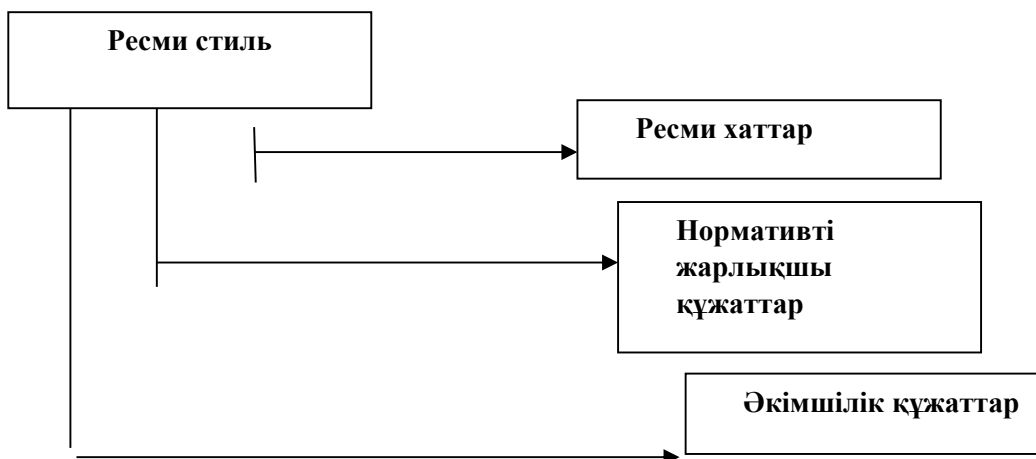 Ресми стиль
Ресми хаттар
Нормативті
жарлықшы
құжаттар
Әкімшілік құжаттар